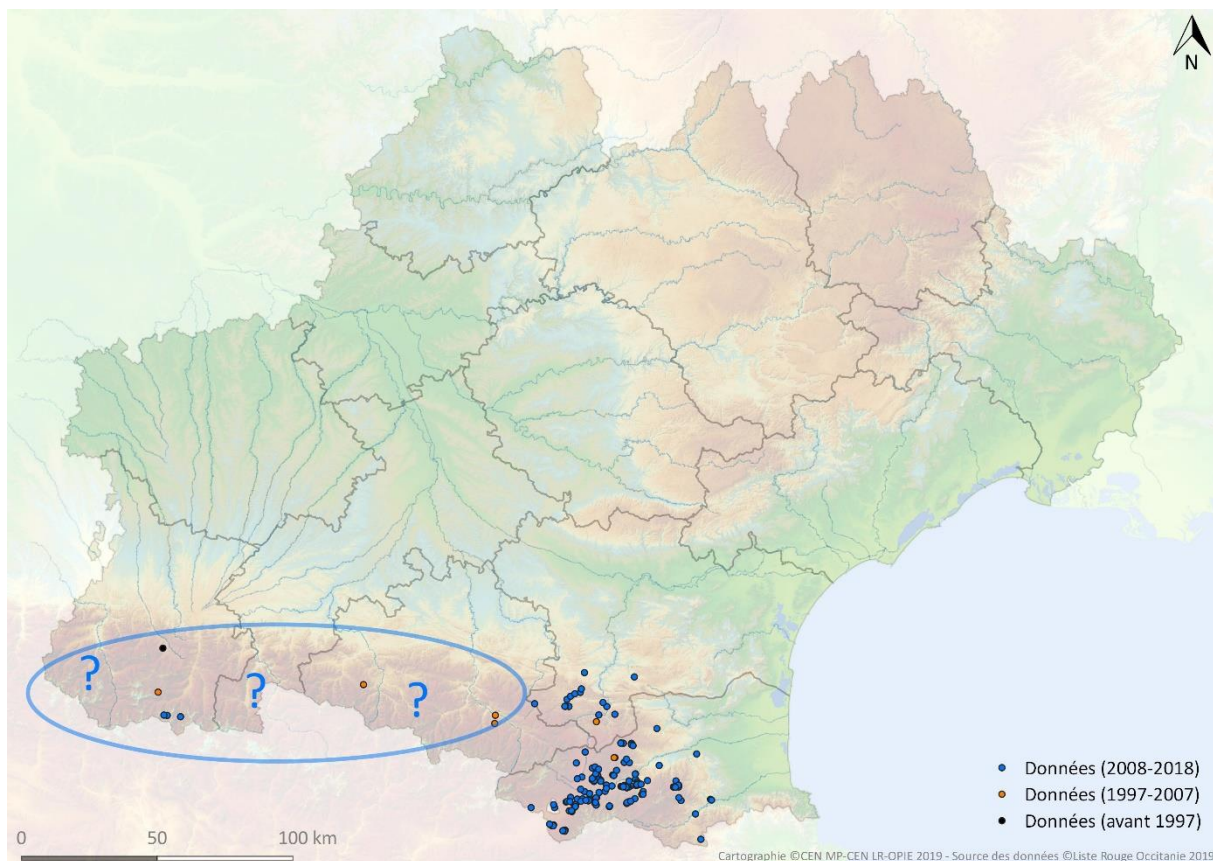 N
? ? ?
Données (2008-2018)
Données (1997-2007)
Données (avant 1997)
0 50 100 km
Cartographie ©CEN MP-CEN LR-OPIE 2019 - Source des données ©Liste Rouge Occitanie 2019